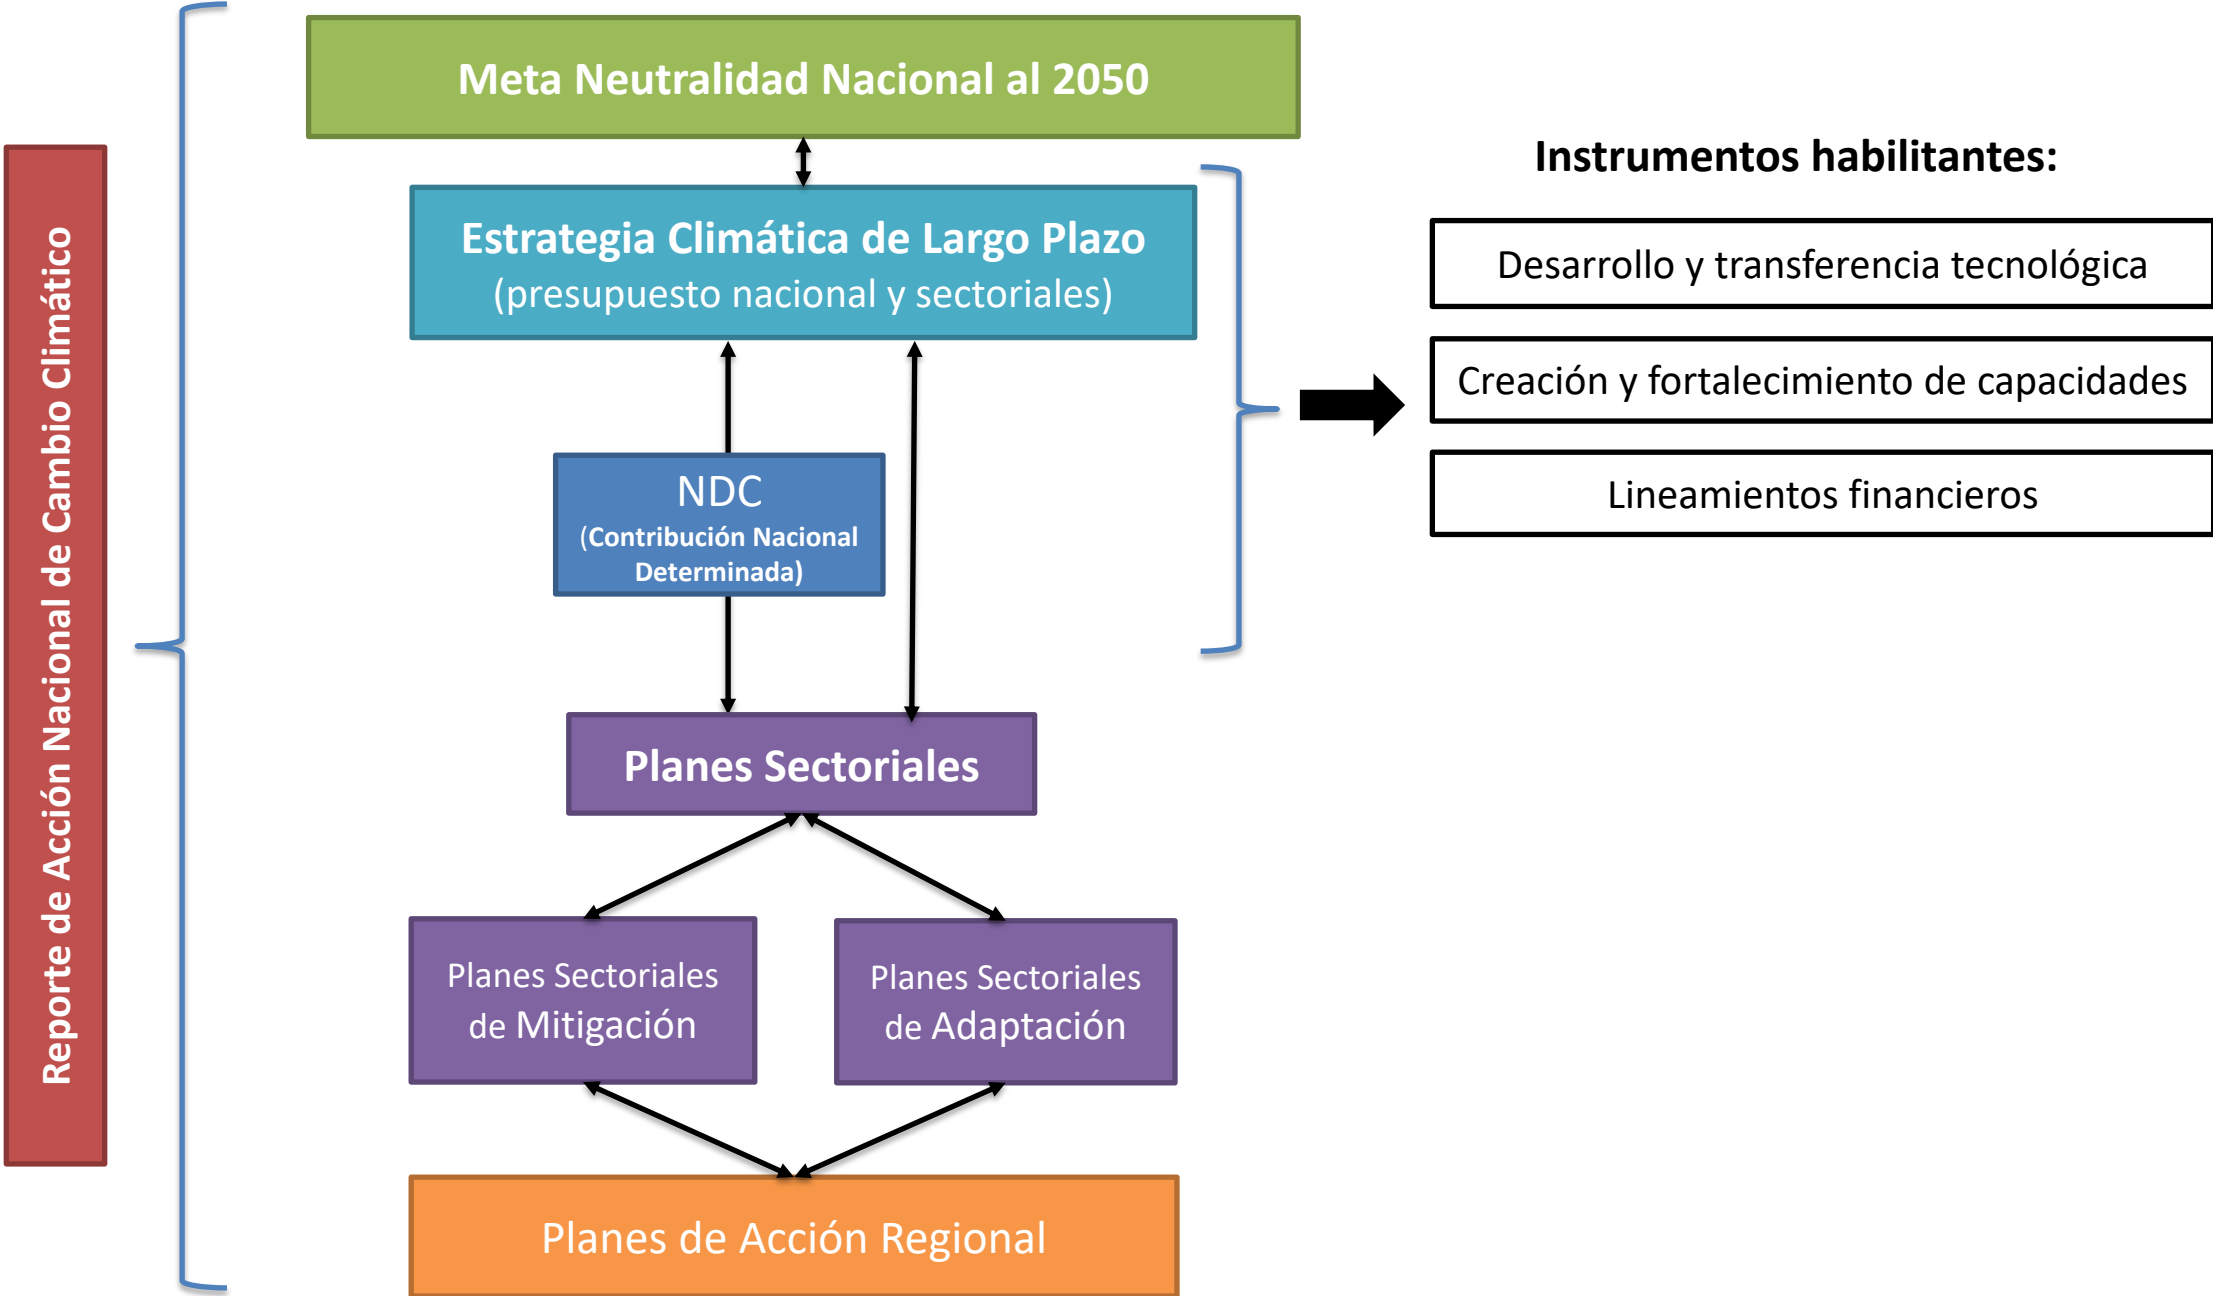 Reporte de Acción Nacional de Cambio Climático
Meta Neutralidad Nacional al 2050
Estrategia Climática de Largo Plazo
(presupuesto nacional y sectoriales)
NDC
(Contribución Nacional
Determinada)
Planes Sectoriales
Planes Sectoriales
de Mitigación
Planes Sectoriales
de Adaptación
Planes de Acción Regional
Instrumentos habilitantes:
Desarrollo y transferencia tecnológica
Creación y fortalecimiento de capacidades
Lineamientos financieros